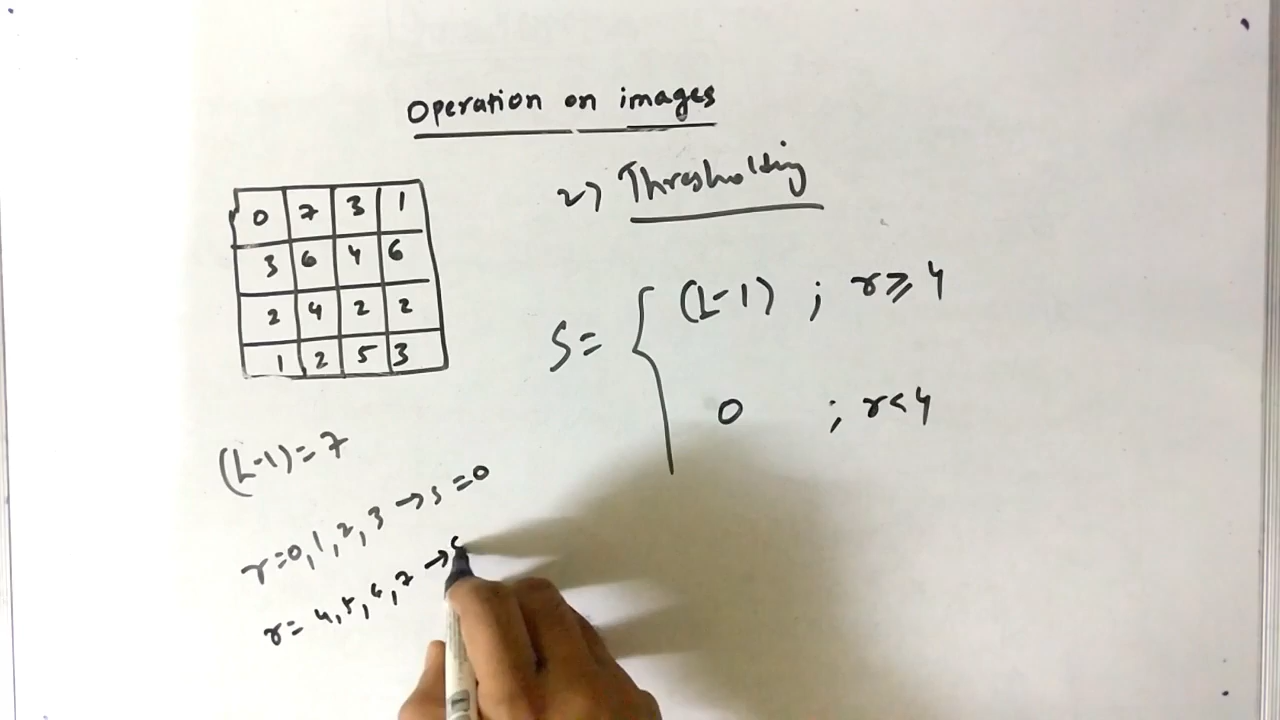 Operation on images
2) Thresholding
0 7 3 1
3 6 4 6
2 4 2 2
1 2 5 3
S = { (L-1) ; r ⩾ 4
0 ; r < 4
(L-1) = 7
r = 0, 1, 2, 3 → s = 0
r = 4, 5, 6, 7 →